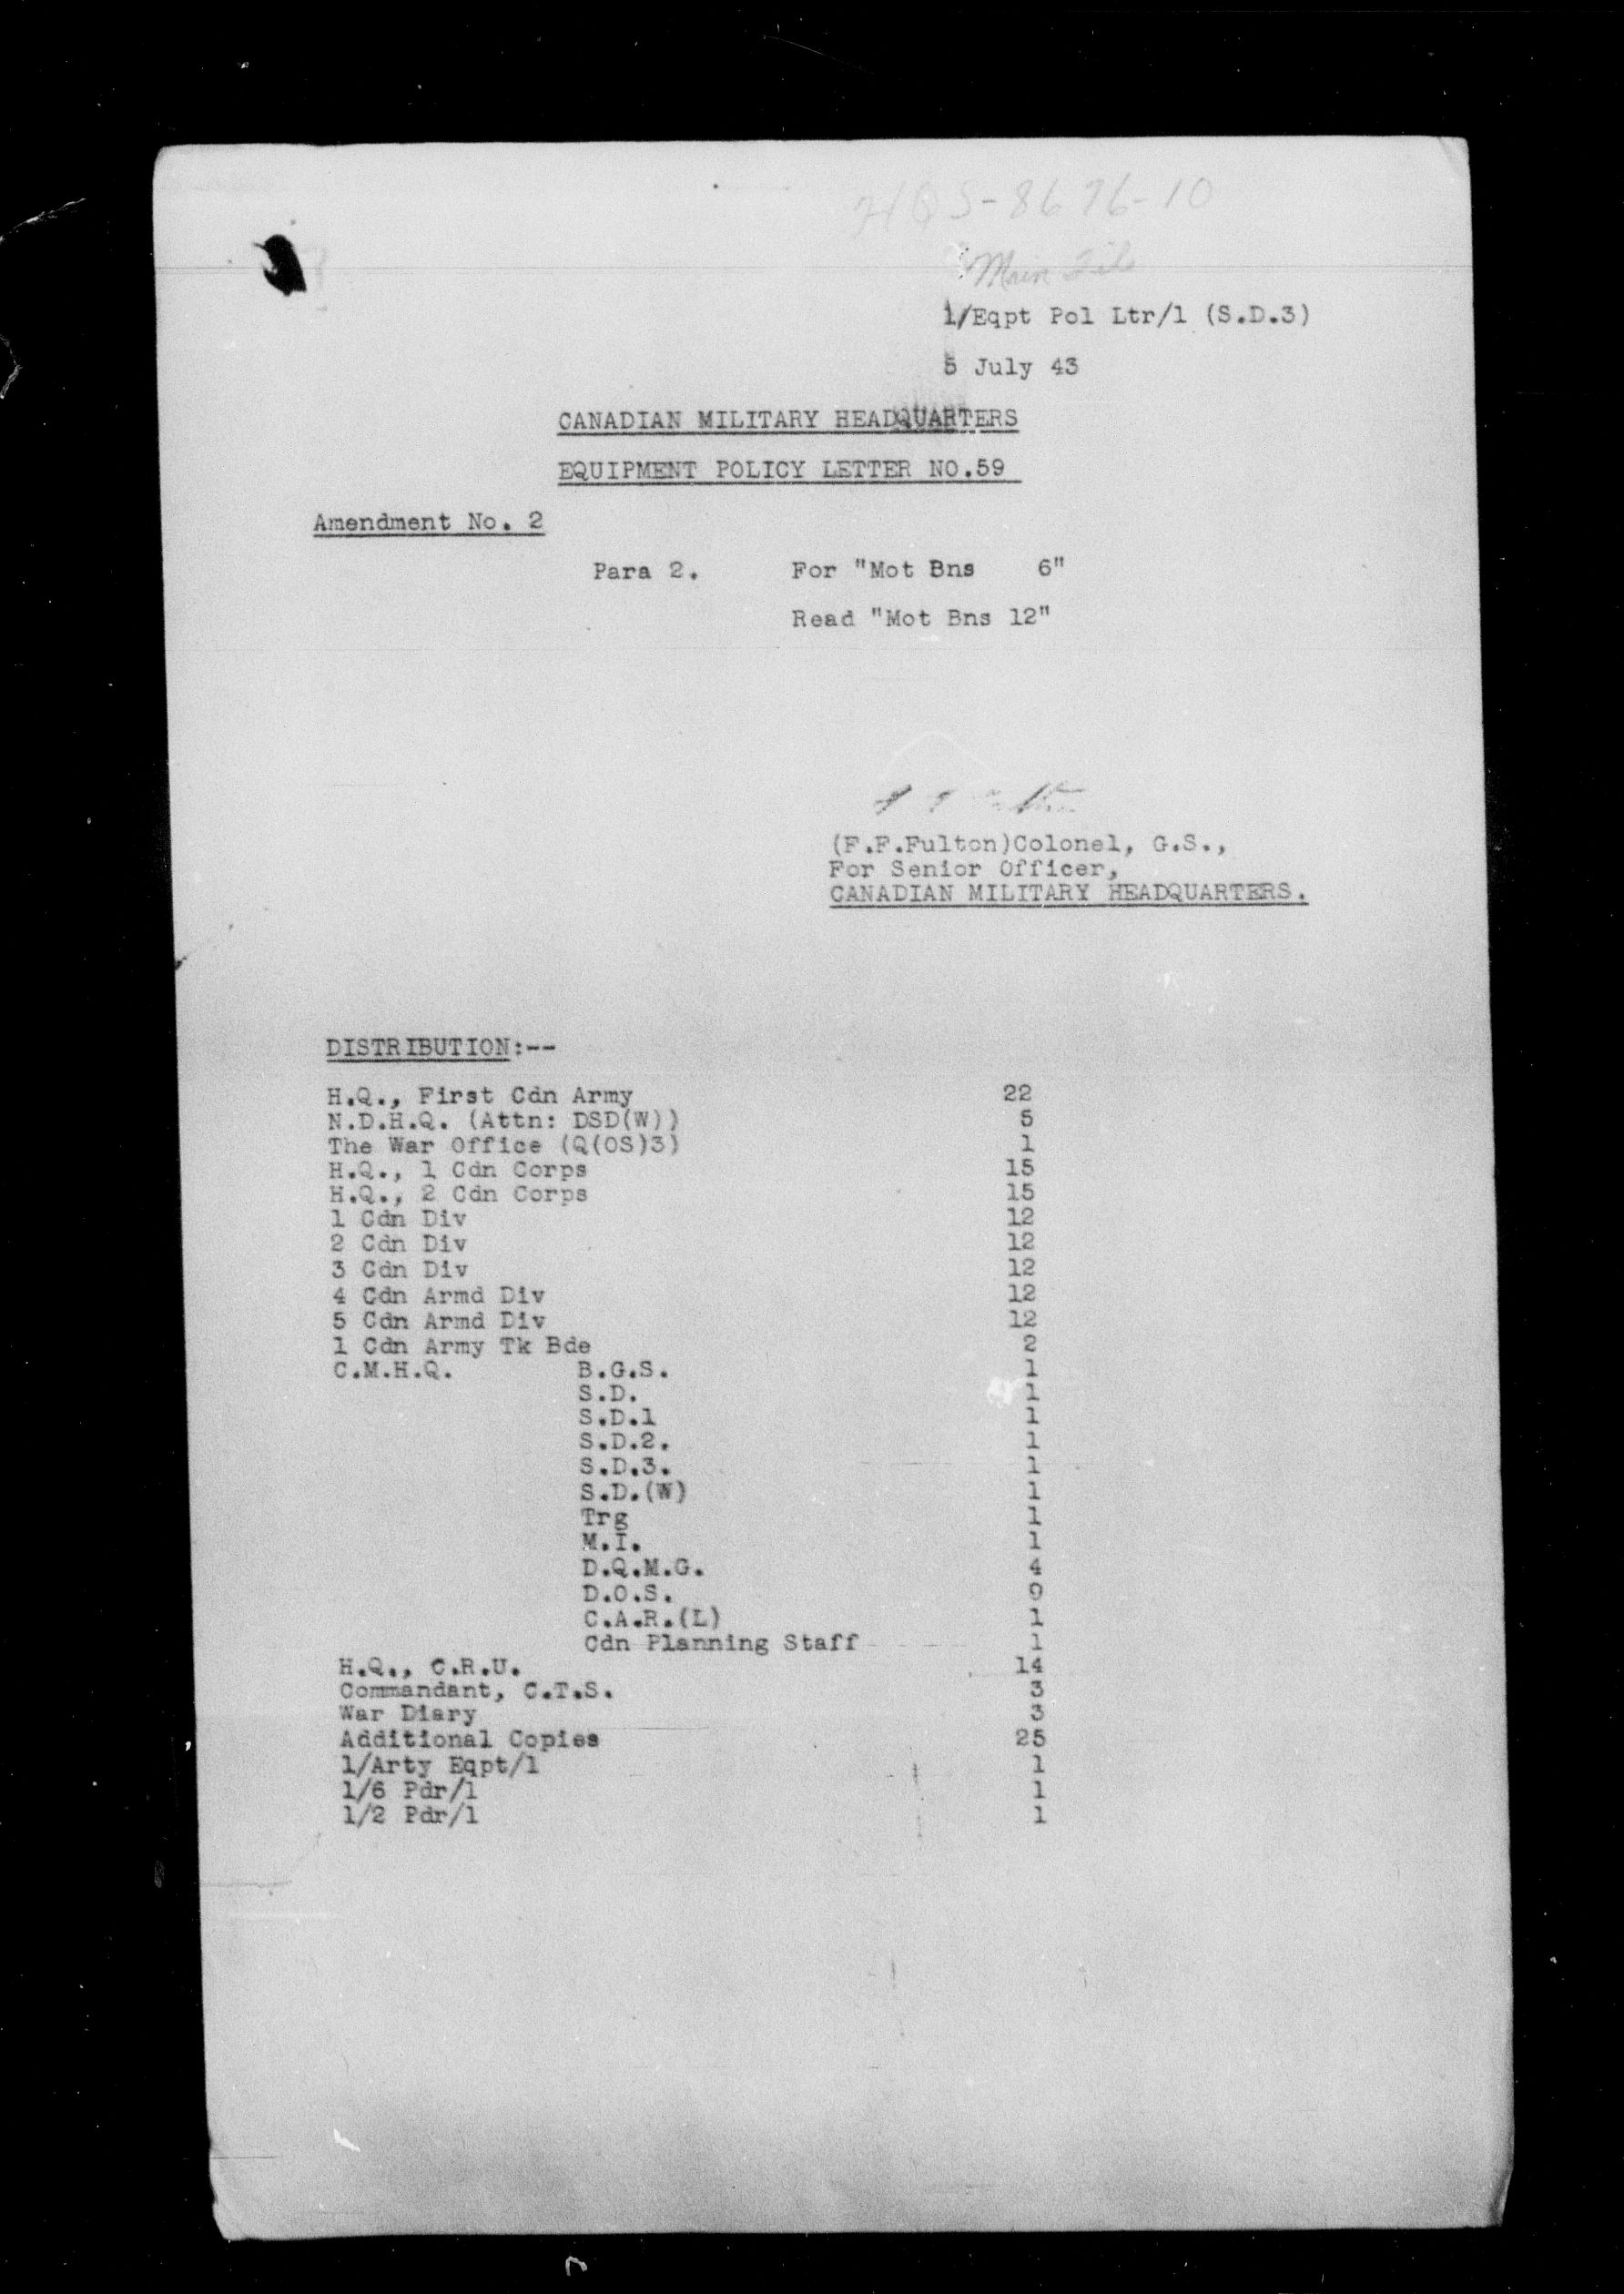 HQS-8676-10
Main File
1/Eqpt Pol Ltr/1 (S.D.3)
5 July 43
CANADIAN MILITARY HEADQUARTERS
EQUIPMENT POLICY LETTER NO.59
Amendment No. 2
Para 2. For "Mot Bns 6"
Read "Mot Bns 12"
(F.F.Fulton)Colonel, G.S.,
For Senior Officer,
CANADIAN MILITARY HEADQUARTERS.
DISTRIBUTION:--
H.Q., First Cdn Army 22
N.D.H.Q. (Attn: DSD(W)) 5
The War Office (Q(OS)3) 1
H.Q., 1 Cdn Corps 15
H.Q., 2 Cdn Corps 15
1 Cdn Div 12
2 Cdn Div 12
3 Cdn Div 12
4 Cdn Armd Div 12
5 Cdn Armd Div 12
1 Cdn Army Tk Bde 2
C.M.H.Q. B.G.S. 1
S.D. 1
S.D.1 1
S.D.2. 1
S.D.3. 1
S.D.(W) 1
Trg 1
M.I. 1
D.Q.M.G. 4
D.O.S. 9
C.A.R.(L) 1
Cdn Planning Staff 1
H.Q., C.R.U. 14
Commandant, C.T.S. 3
War Diary 3
Additional Copies 25
1/Arty Eqpt/1 1
1/6 Pdr/1 1
1/2 Pdr/1 1